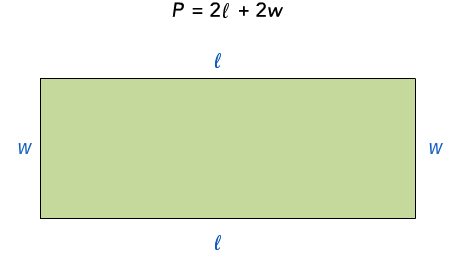 P = 2ℓ + 2w
ℓ
w
w
ℓ